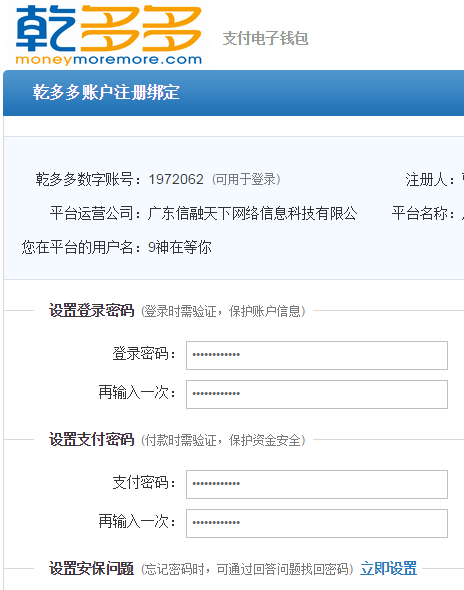 乾多多
moneymoremore.com
支付电子钱包
乾多多账户注册绑定
乾多多数字账号：1972062 (可用于登录) 注册人：
平台运营公司：广东信融天下网络信息科技有限公 平台名称：
您在平台的用户名：9神在等你
设置登录密码 (登录时需验证，保护账户信息)
登录密码：••••••••••••
再输入一次：••••••••••••
设置支付密码 (付款时需验证，保护资金安全)
支付密码：••••••••••••
再输入一次：••••••••••••
设置安保问题 (忘记密码时，可通过回答问题找回密码) 立即设置